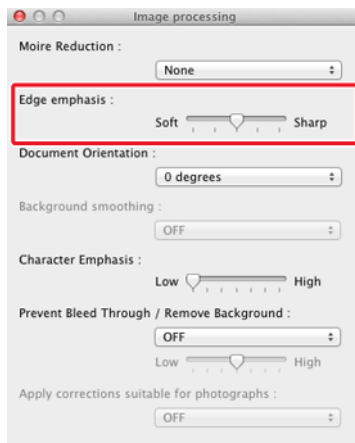 Image processing
Moire Reduction :
None
Edge emphasis :
Soft Sharp
Document Orientation :
0 degrees
Background smoothing :
OFF
Character Emphasis :
Low High
Prevent Bleed Through / Remove Background :
OFF
Low High
Apply corrections suitable for photographs :
OFF